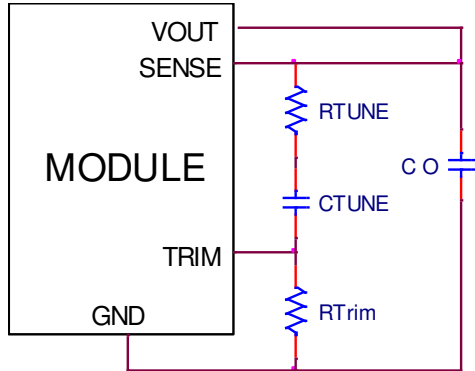 VOUT
SENSE
RTUNE
MODULE
C O
CTUNE
TRIM
GND
RTrim